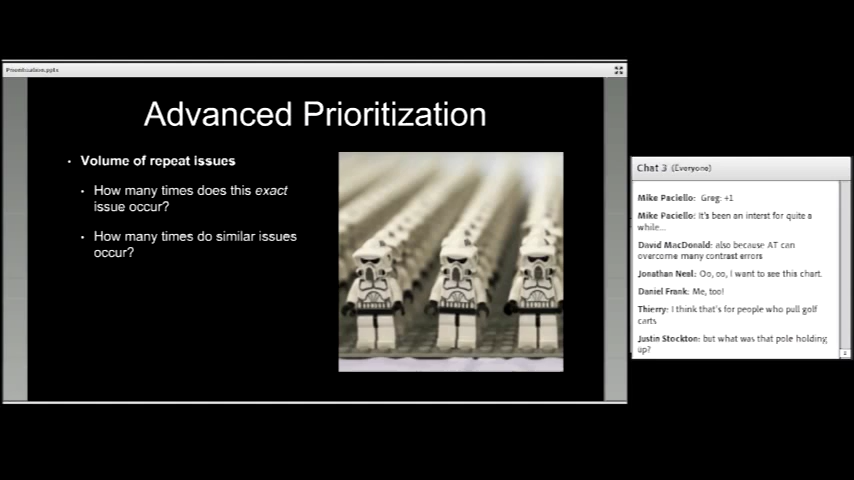 Prioritization.pptx
Advanced Prioritization
• Volume of repeat issues
• How many times does this exact
issue occur?
• How many times do similar issues
occur?
Chat 3 (Everyone)
Mike Paciello: Greg: +1
Mike Paciello: It's been an interst for quite a
while...
David MacDonald: also because AT can
overcome many contrast errors
Jonathan Neal: Oo, oo, I want to see this chart.
Daniel Frank: Me, too!
Thierry: I think that's for people who pull golf
carts
Justin Stockton: but what was that pole holding
up?